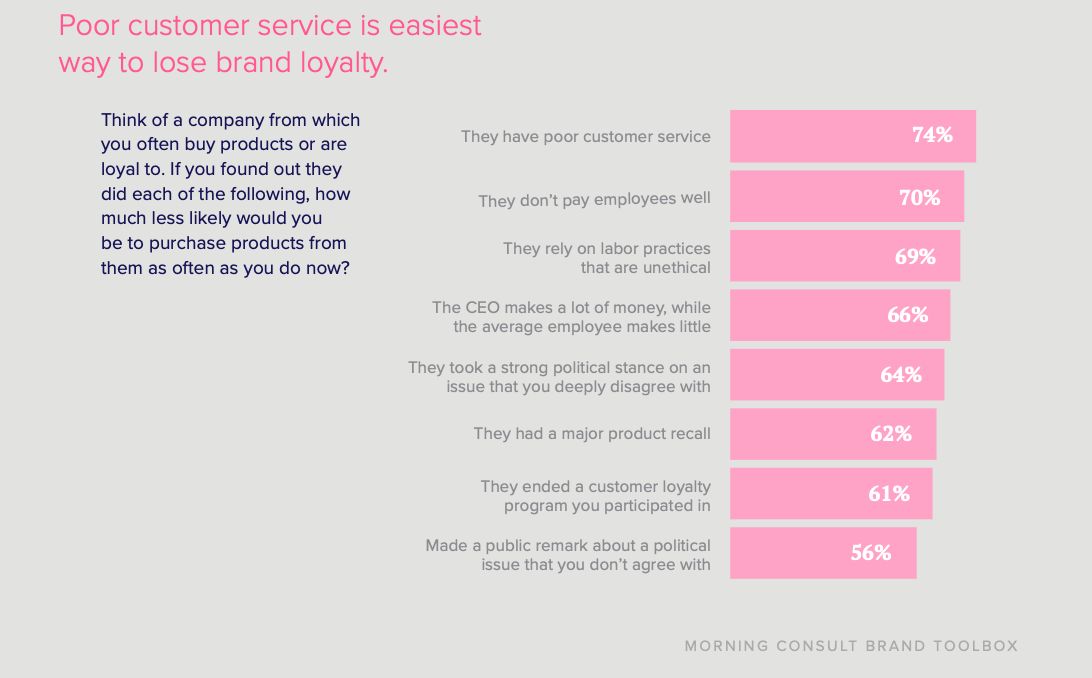 Poor customer service is easiest
way to lose brand loyalty.
Think of a company from which
you often buy products or are
loyal to. If you found out they
did each of the following, how
much less likely would you
be to purchase products from
them as often as you do now?
They have poor customer service
74%
They don't pay employees well
70%
They rely on labor practices
that are unethical
69%
The CEO makes a lot of money, while
the average employee makes little
66%
They took a strong political stance on an
issue that you deeply disagree with
64%
They had a major product recall
62%
They ended a customer loyalty
program you participated in
61%
Made a public remark about a political
issue that you don't agree with
56%
MORNING CONSULT BRAND TOOLBOX